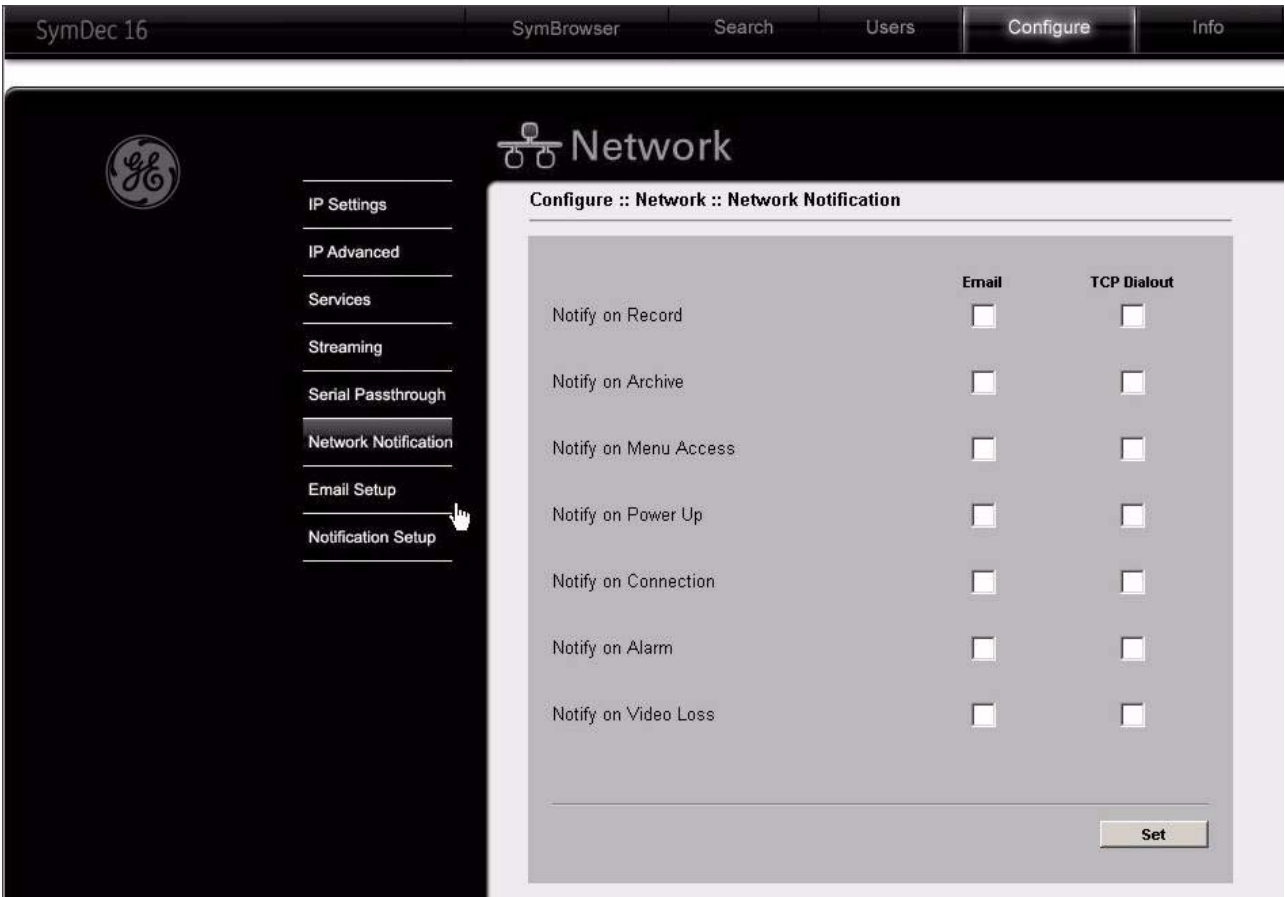 SymDec 16
SymBrowser Search Users Configure Info
GE
Network
IP Settings
IP Advanced
Services
Streaming
Serial Passthrough
Network Notification
Email Setup
Notification Setup
Configure :: Network :: Network Notification
Email TCP Dialout
Notify on Record
Notify on Archive
Notify on Menu Access
Notify on Power Up
Notify on Connection
Notify on Alarm
Notify on Video Loss
Set